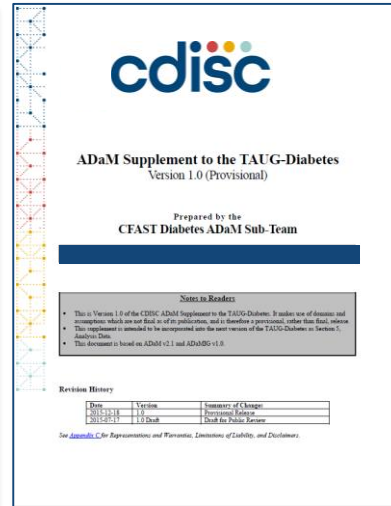 cdisc
ADaM Supplement to the TAUG-Diabetes
Version 1.0 (Provisional)
Prepared by the
CFAST Diabetes ADaM Sub-Team
Notes to Readers
• This is Version 1.0 of the CDISC ADaM Supplement to the TAUG-Diabetes. It makes use of domains and
assumptions which are not final as of its publication, and is therefore a provisional, rather than final, release.
• This supplement is intended to be incorporated into the next version of the TAUG-Diabetes as Section 5,
Analysis Data.
• This document is based on ADaM v2.1 and ADaMIG v1.0.
Revision History
Date Version Summary of Changes
2015-12-18 1.0 Provisional Release
2015-07-17 1.0 Draft Draft for Public Review
See Appendix C for Representations and Warranties, Limitations of Liability, and Disclaimers.